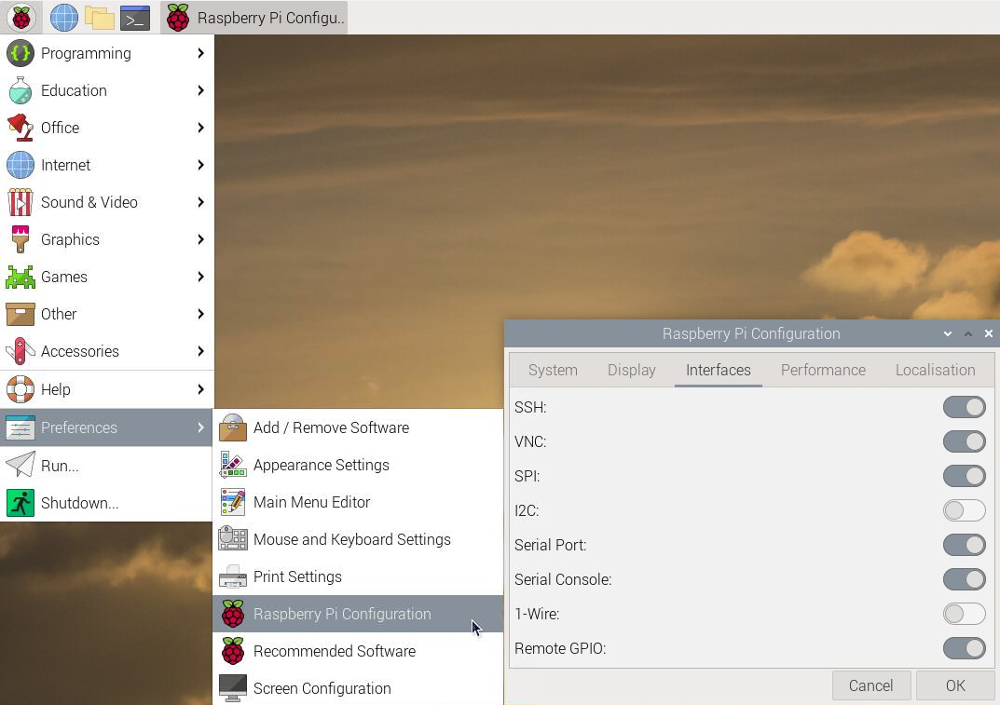 Raspberry Pi Configu..
Programming
Education
Office
Internet
Sound & Video
Graphics
Games
Other
Accessories
Help
Preferences
Run...
Shutdown...
Add / Remove Software
Appearance Settings
Main Menu Editor
Mouse and Keyboard Settings
Print Settings
Raspberry Pi Configuration
Recommended Software
Screen Configuration
Raspberry Pi Configuration
System Display Interfaces Performance Localisation
SSH:
VNC:
SPI:
I2C:
Serial Port:
Serial Console:
1-Wire:
Remote GPIO:
Cancel OK